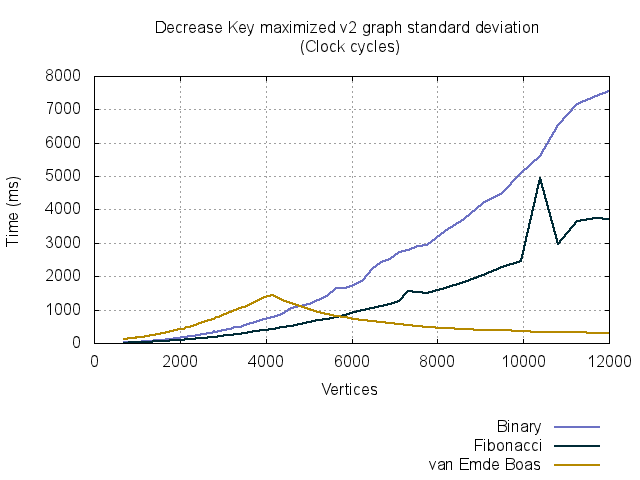 Decrease Key maximized v2 graph standard deviation
(Clock cycles)
8000
7000
6000
5000
4000
3000
2000
1000
0
Time (ms)
0 2000 4000 6000 8000 10000 12000
Vertices
Binary
Fibonacci
van Emde Boas